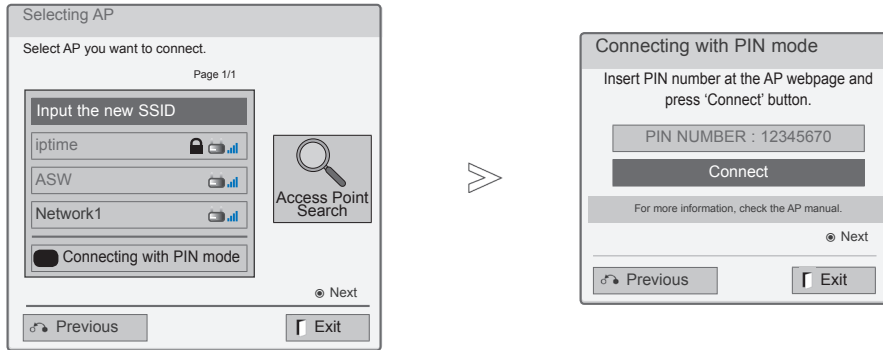 Selecting AP
Select AP you want to connect.
Page 1/1
Input the new SSID
iptime
ASW
Network1
Connecting with PIN mode
Access Point
Search
Next
Previous
Exit
Connecting with PIN mode
Insert PIN number at the AP webpage and
press ‘Connect’ button.
PIN NUMBER : 12345670
Connect
For more information, check the AP manual.
Next
Previous
Exit